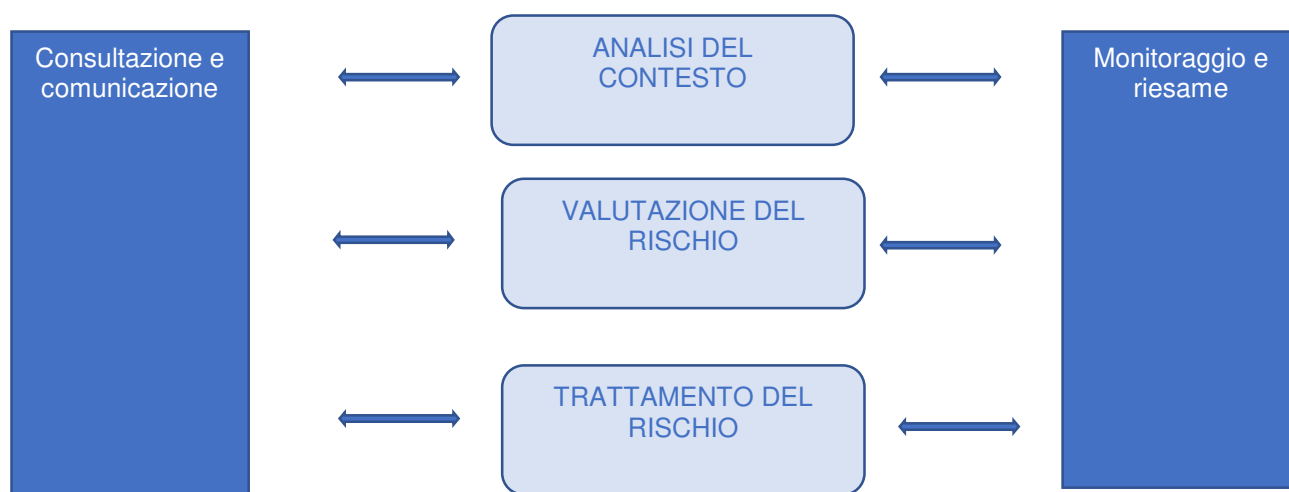 Consultazione e
comunicazione
ANALISI DEL
CONTESTO
Monitoraggio e
riesame
VALUTAZIONE DEL
RISCHIO
TRATTAMENTO DEL
RISCHIO